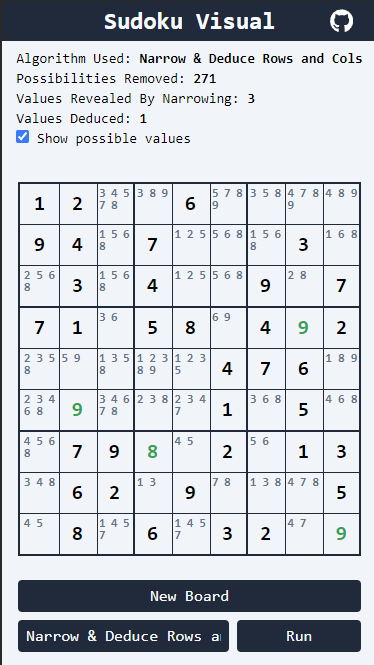 Sudoku Visual
Algorithm Used: Narrow & Deduce Rows and Cols
Possibilities Removed: 271
Values Revealed By Narrowing: 3
Values Deduced: 1
Show possible values
1 2 3 4 5 7 8 3 8 9 6 5 7 8 9 3 5 8 4 7 8 9 4 8 9
9 4 1 5 6 8 7 1 2 5 5 6 8 1 5 6 8 3 1 6 8
2 5 6 8 3 1 5 6 8 4 1 2 5 5 6 8 9 2 8 7
7 1 3 6 5 8 6 9 4 9 2
2 3 5 8 5 9 1 3 5 8 1 2 3 8 9 1 2 3 5 4 7 6 1 8 9
2 3 4 6 8 9 3 4 6 7 8 2 3 8 2 3 4 7 1 3 6 8 5 4 6 8
4 5 6 8 7 9 8 4 5 2 5 6 1 3
3 4 8 6 2 1 3 9 7 8 1 3 8 4 7 8 5
4 5 8 1 4 5 7 6 1 4 5 7 3 2 4 7 9
New Board
Narrow & Deduce Rows a
Run